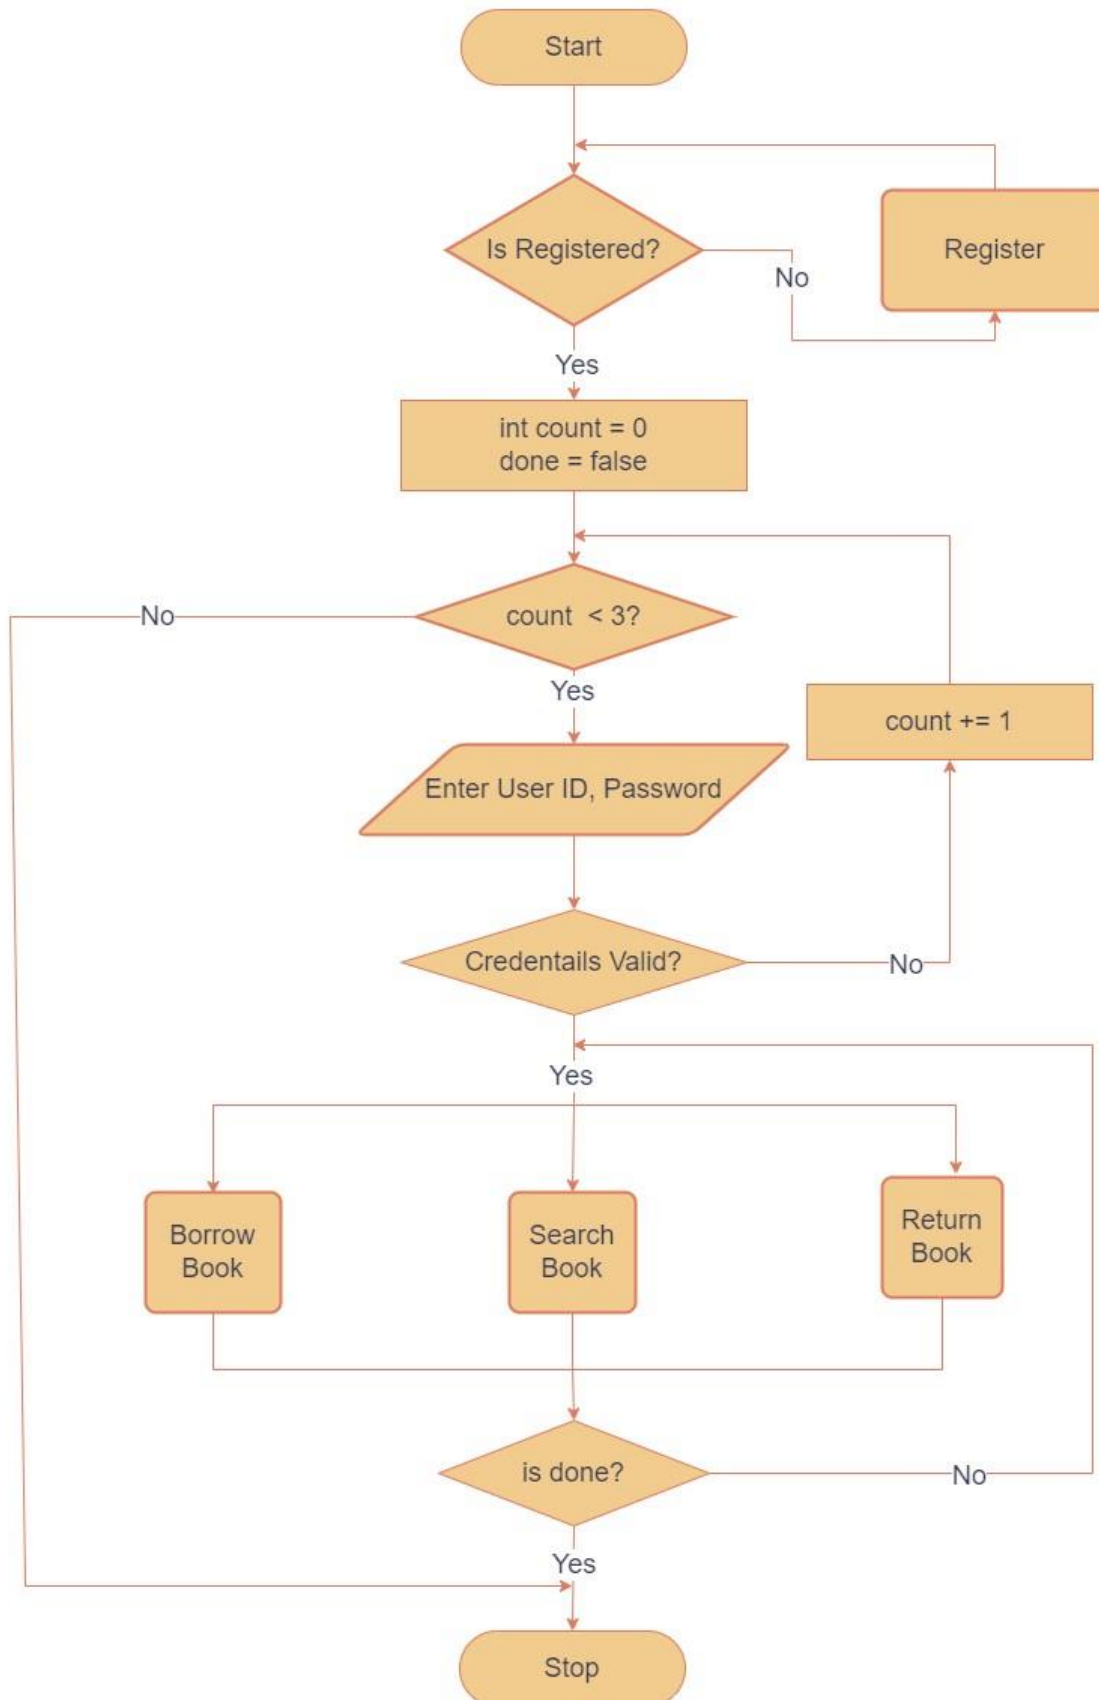 Start
Is Registered?
Register
No
Yes
int count = 0
done = false
No
count  < 3?
Yes
count += 1
Enter User ID, Password
Credentails Valid?
No
Yes
Borrow
Book
Search
Book
Return
Book
is done?
No
Yes
Stop